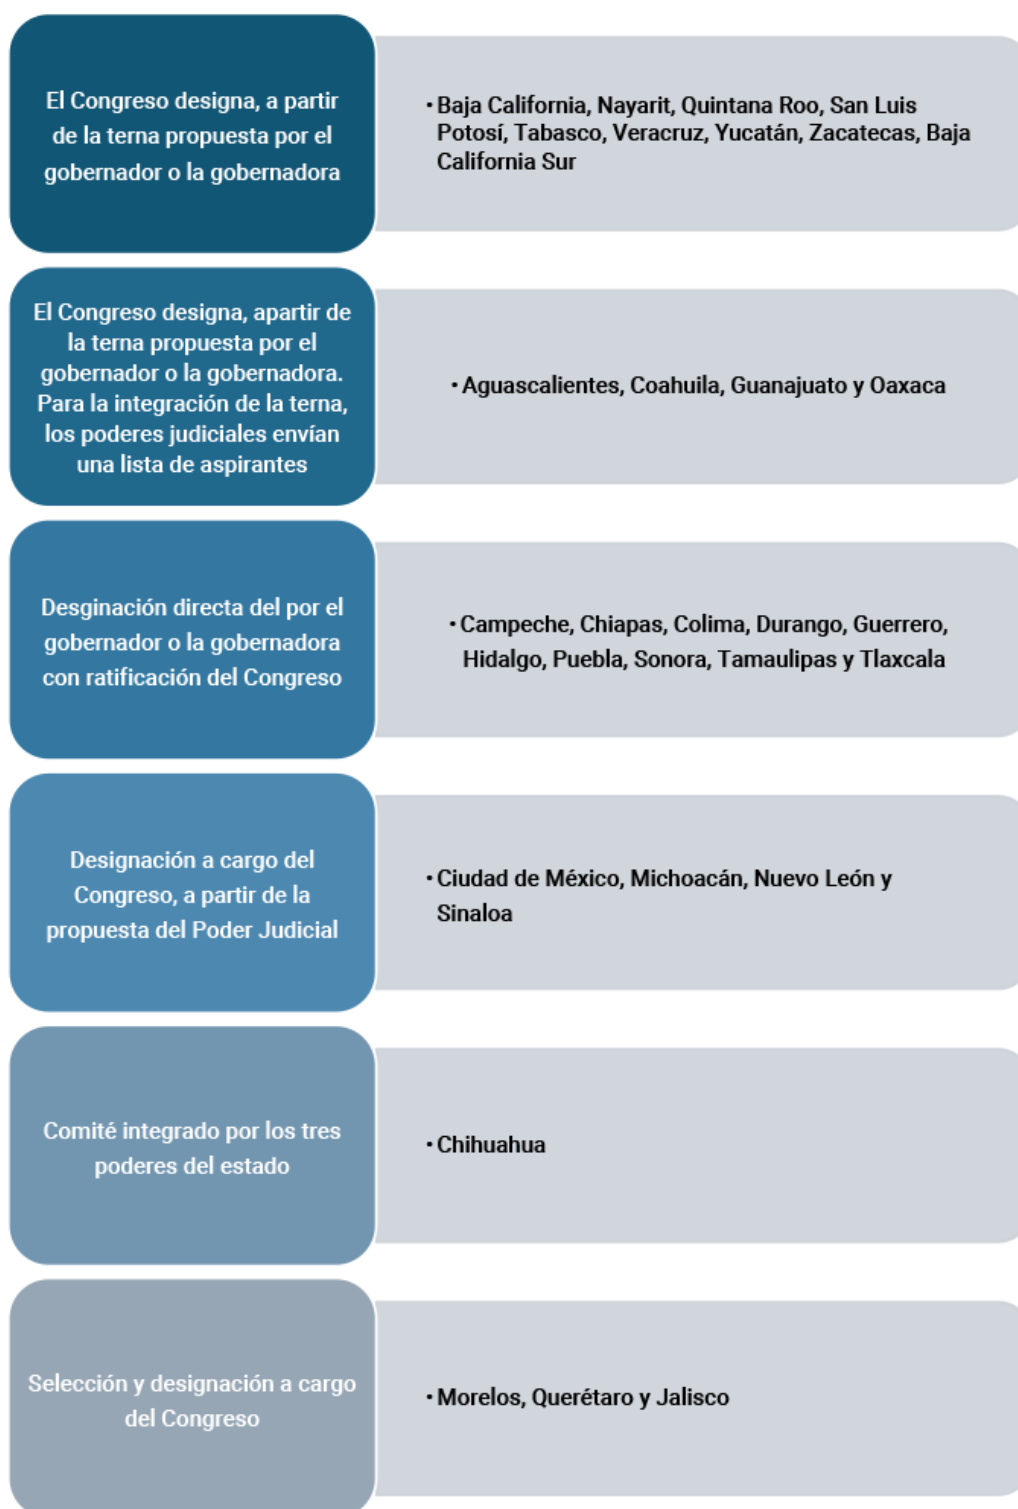 El Congreso designa, a partir
de la terna propuesta por el
gobernador o la gobernadora
• Baja California, Nayarit, Quintana Roo, San Luis
Potosí, Tabasco, Veracruz, Yucatán, Zacatecas, Baja
California Sur
El Congreso designa, apartir de
la terna propuesta por el
gobernador o la gobernadora.
Para la integración de la terna,
los poderes judiciales envían
una lista de aspirantes
• Aguascalientes, Coahuila, Guanajuato y Oaxaca
Desginación directa del por el
gobernador o la gobernadora
con ratificación del Congreso
• Campeche, Chiapas, Colima, Durango, Guerrero,
Hidalgo, Puebla, Sonora, Tamaulipas y Tlaxcala
Designación a cargo del
Congreso, a partir de la
propuesta del Poder Judicial
• Ciudad de México, Michoacán, Nuevo León y
Sinaloa
Comité integrado por los tres
poderes del estado
• Chihuahua
Selección y designación a cargo
del Congreso
• Morelos, Querétaro y Jalisco